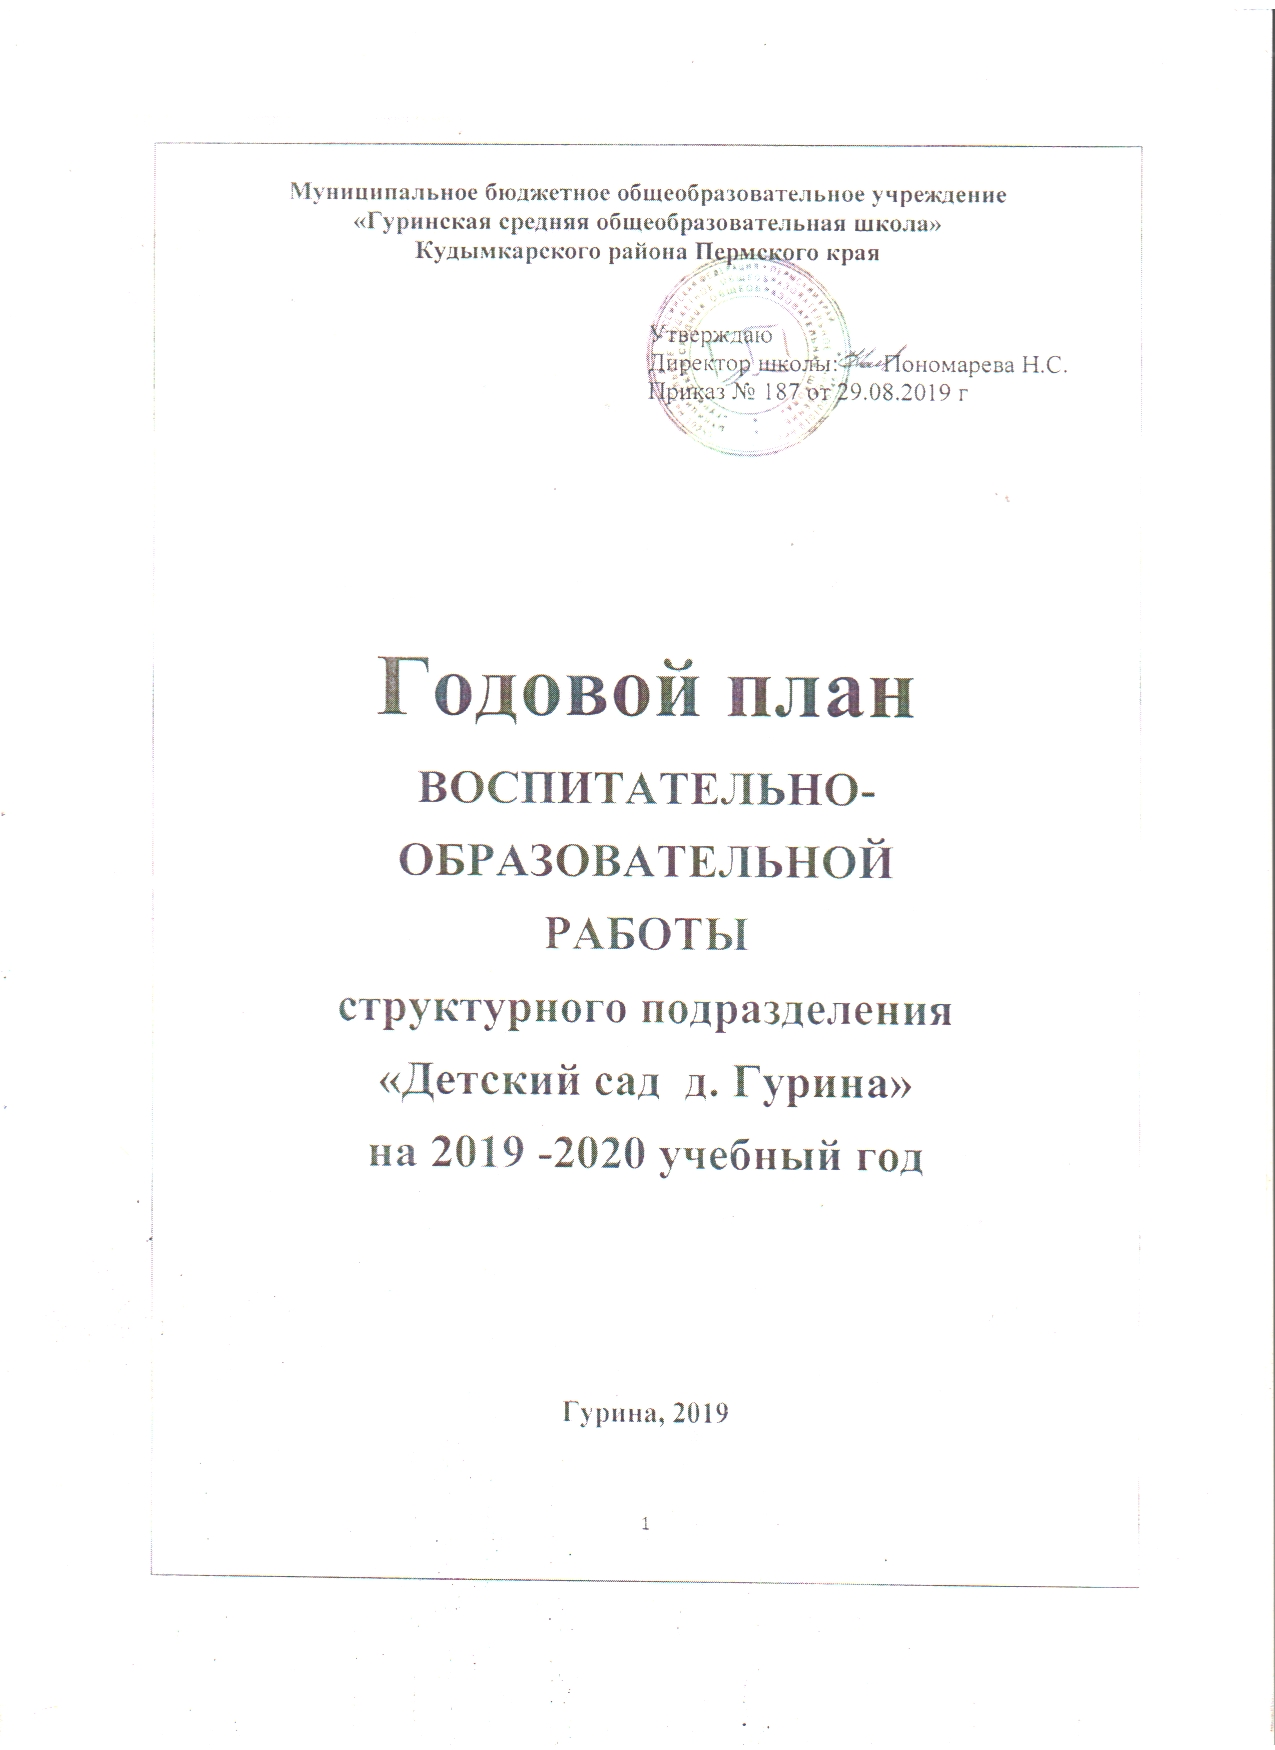 Муниципальное бюджетное общеобразовательное учреждение
«Гуринская средняя общеобразовательная школа»
Кудымкарского района Пермского края
Утверждаю
Директор школы: Пономарева Н.С.
Приказ № 187 от 29.08.2019 г
Годовой план
ВОСПИТАТЕЛЬНО-
ОБРАЗОВАТЕЛЬНОЙ
РАБОТЫ
структурного подразделения
«Детский сад д. Гурина»
на 2019 -2020 учебный год
Гурина, 2019
1